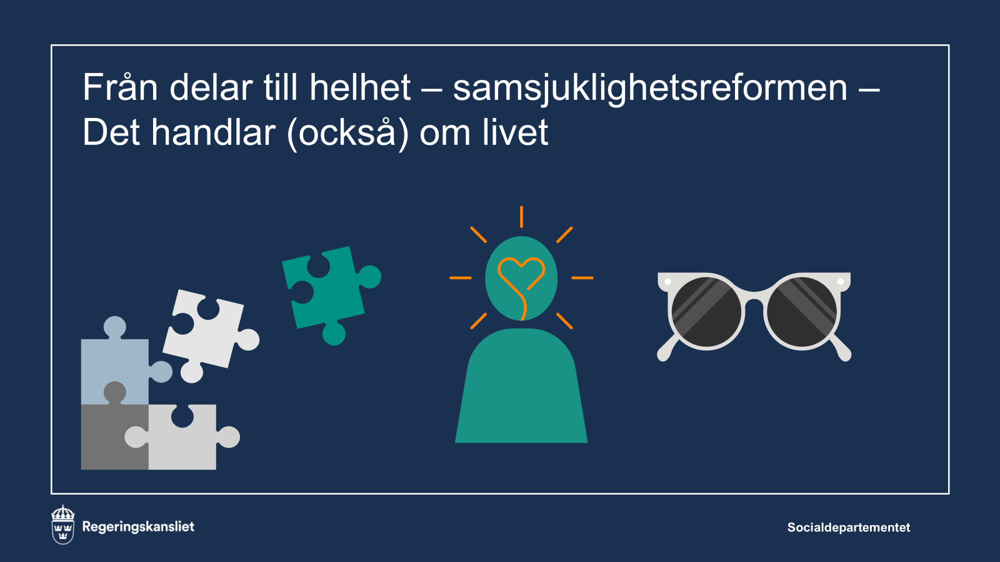 Från delar till helhet – samsjuklighetsreformen –
Det handlar (också) om livet
Regeringskansliet
Socialdepartementet